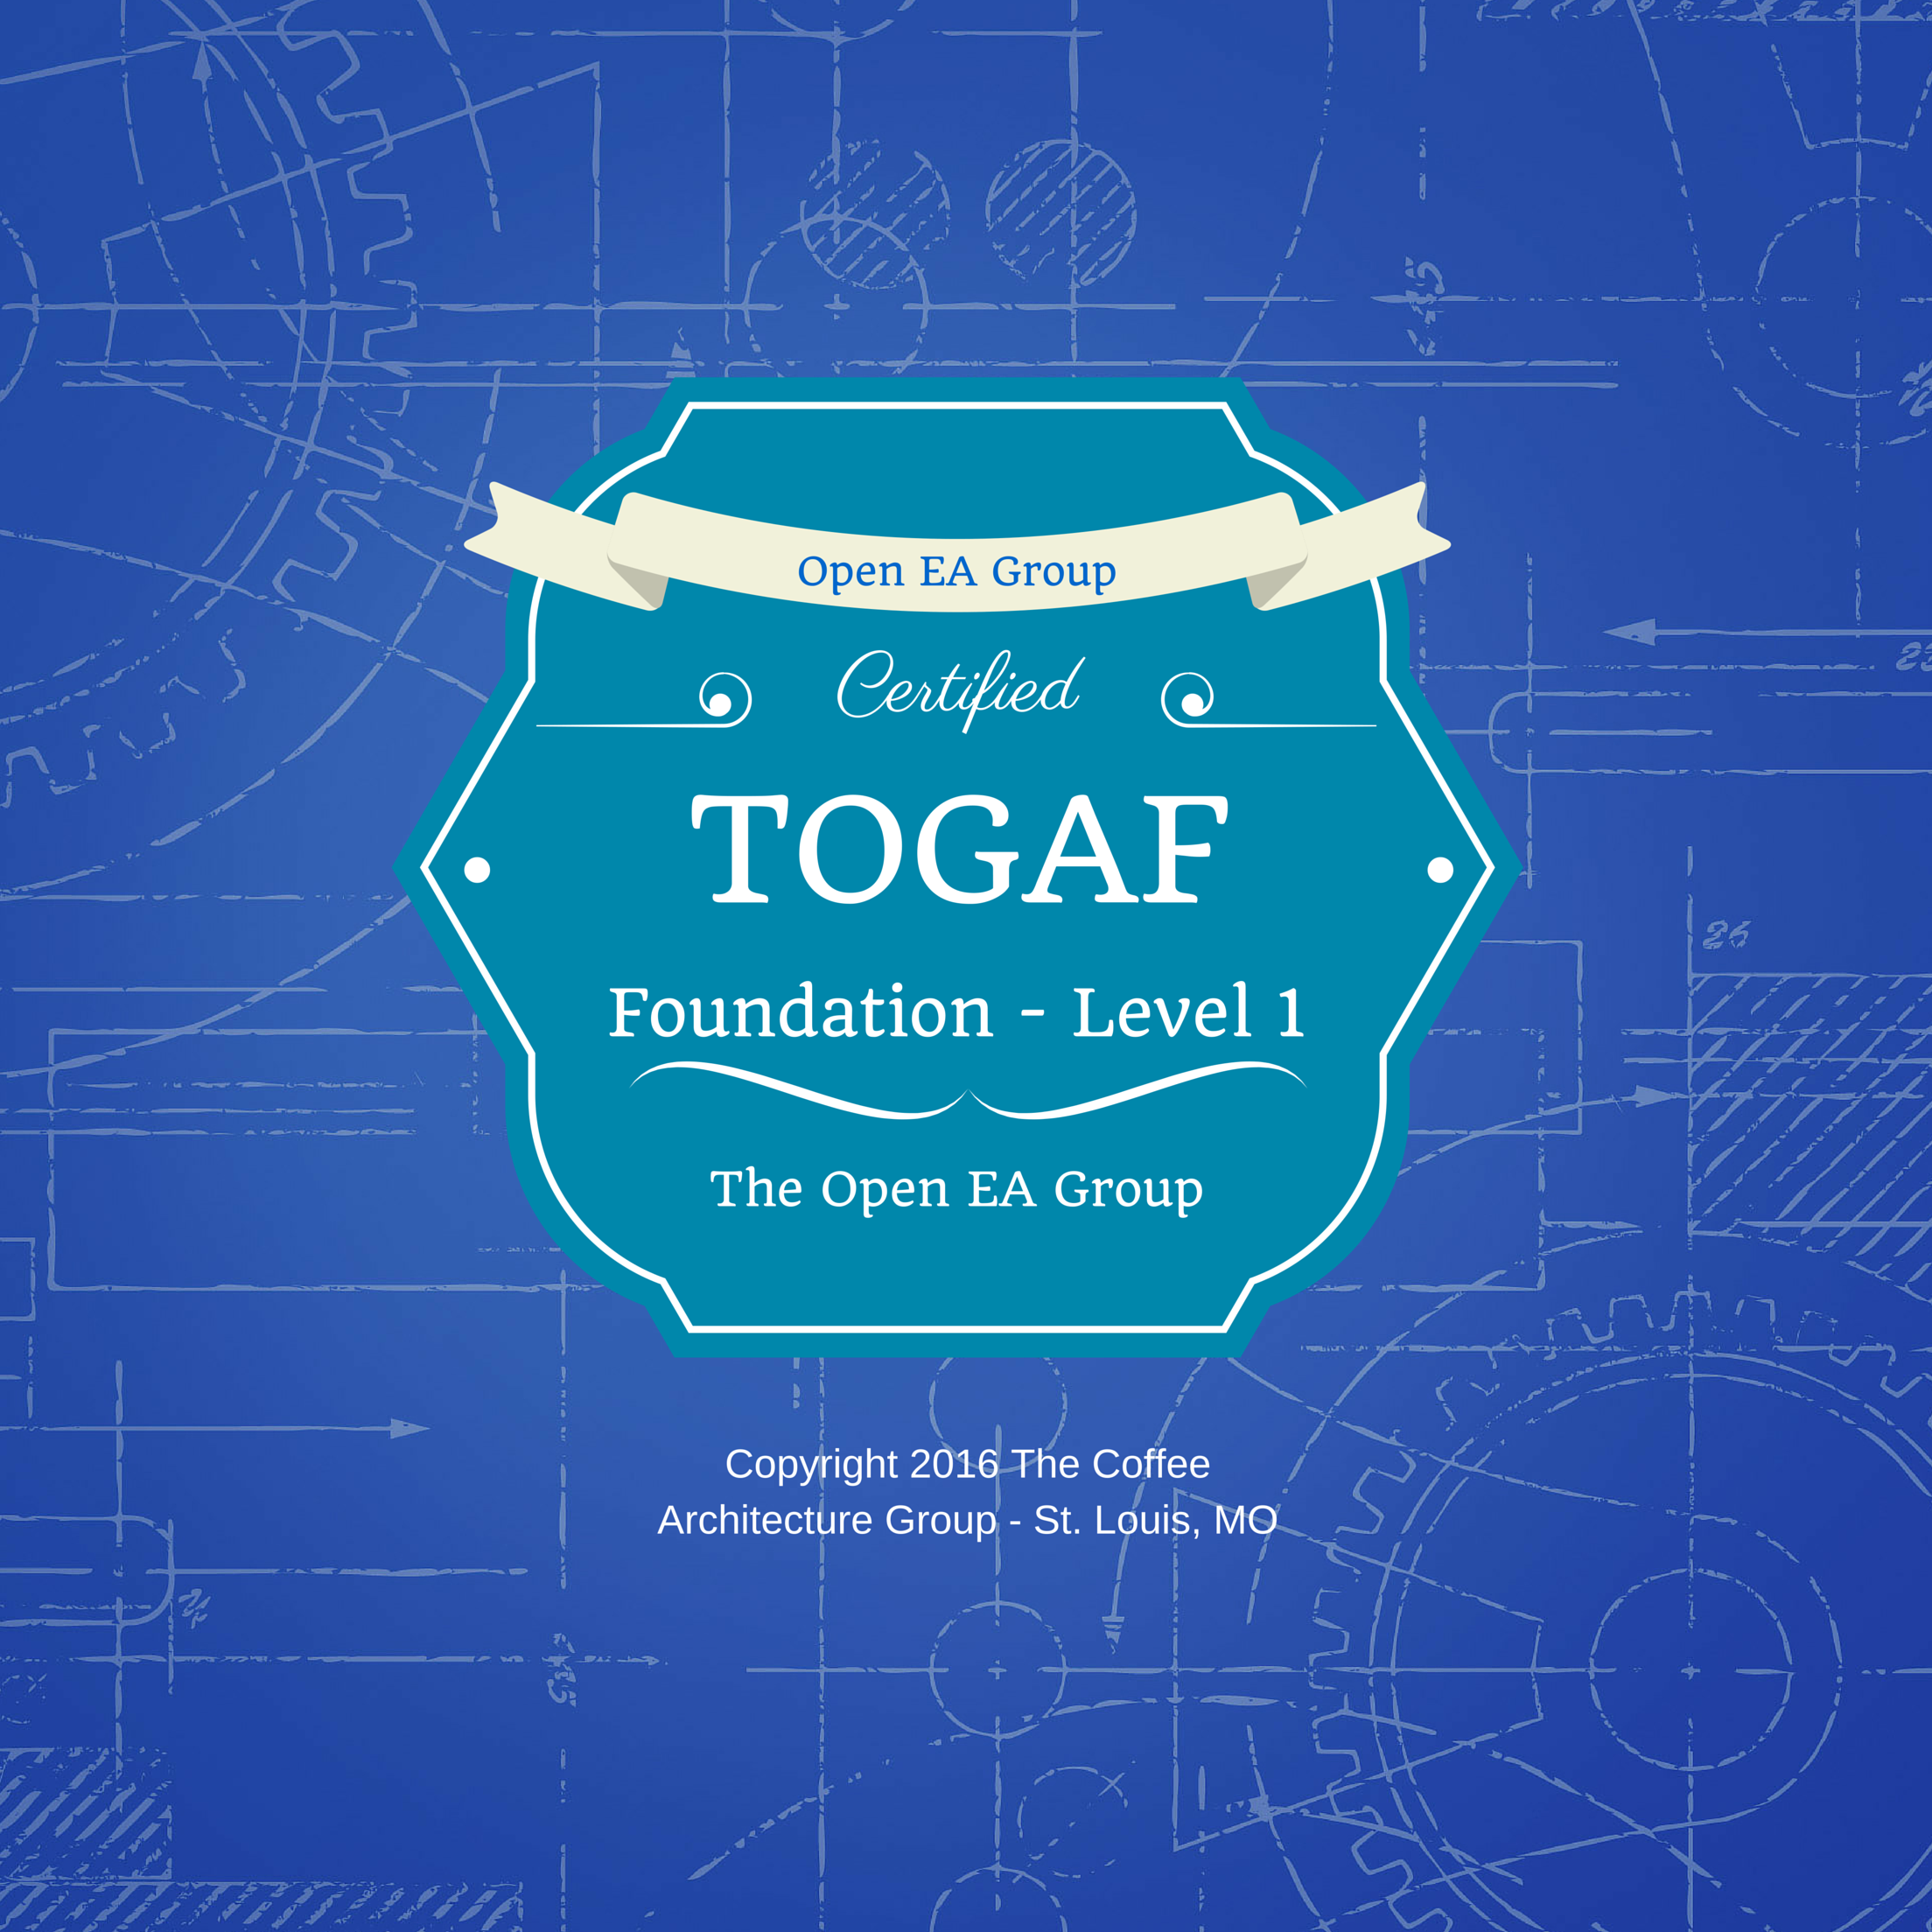 Open EA Group
Certified
TOGAF
Foundation - Level 1
The Open EA Group
Copyright 2016 The Coffee
Architecture Group - St. Louis, MO
26